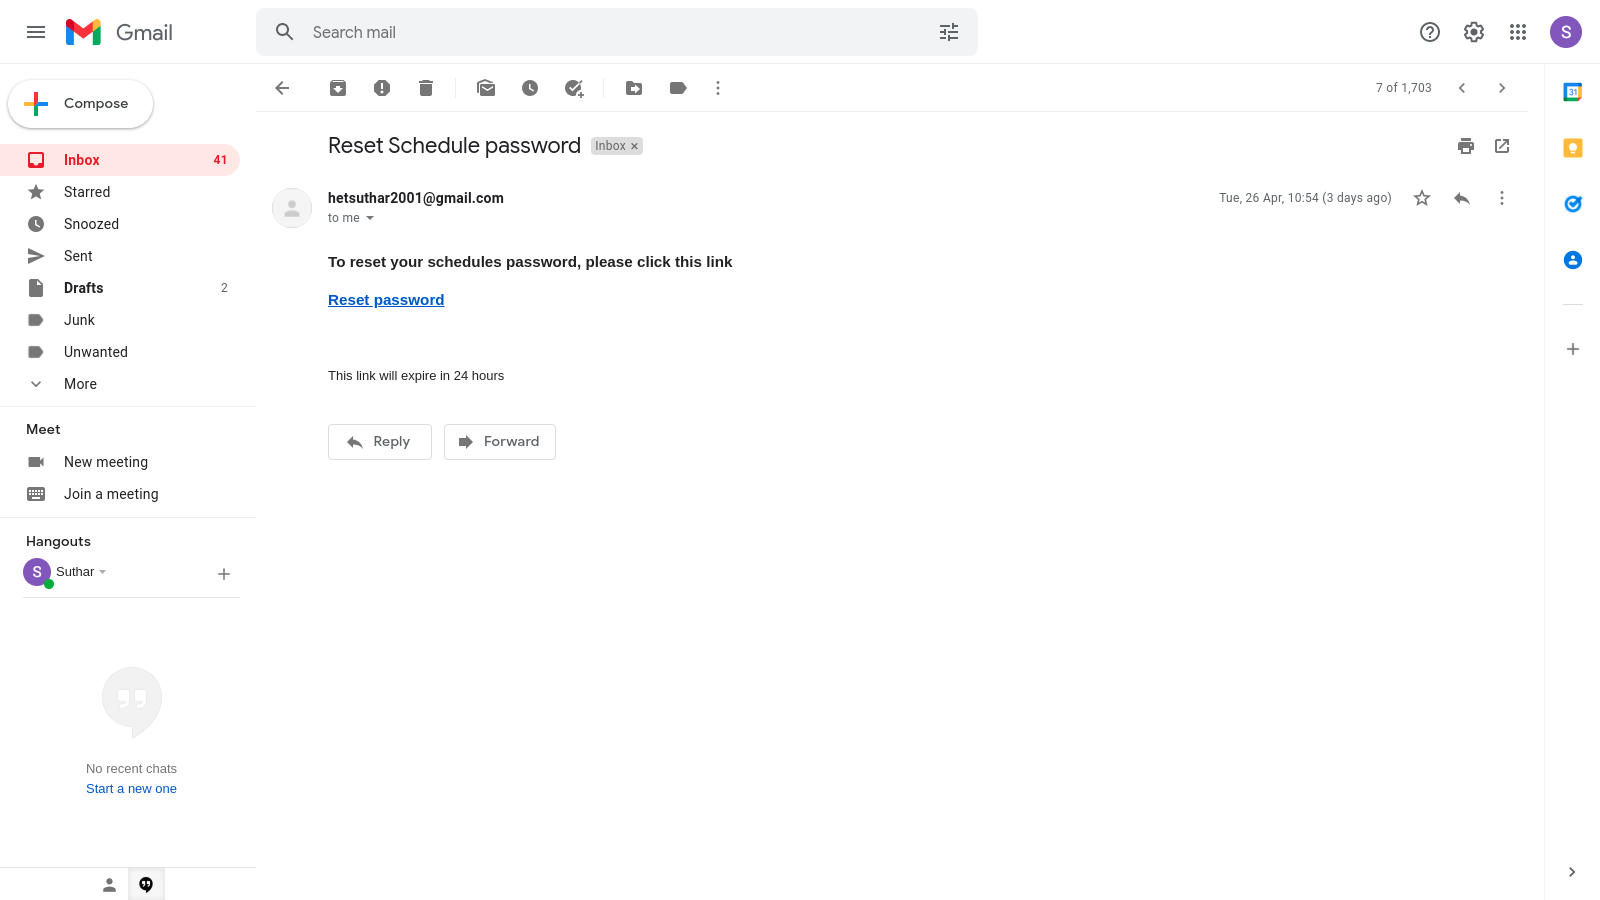 Gmail
Search mail
S
Compose
7 of 1,703
31
Reset Schedule password
Inbox ×
Inbox 41
Starred
Snoozed
Sent
Drafts 2
Junk
Unwanted
More
hetsuthar2001@gmail.com
Tue, 26 Apr, 10:54 (3 days ago)
to me
To reset your schedules password, please click this link
Reset password
This link will expire in 24 hours
Reply
Forward
Meet
New meeting
Join a meeting
Hangouts
S
Suthar
No recent chats
Start a new one